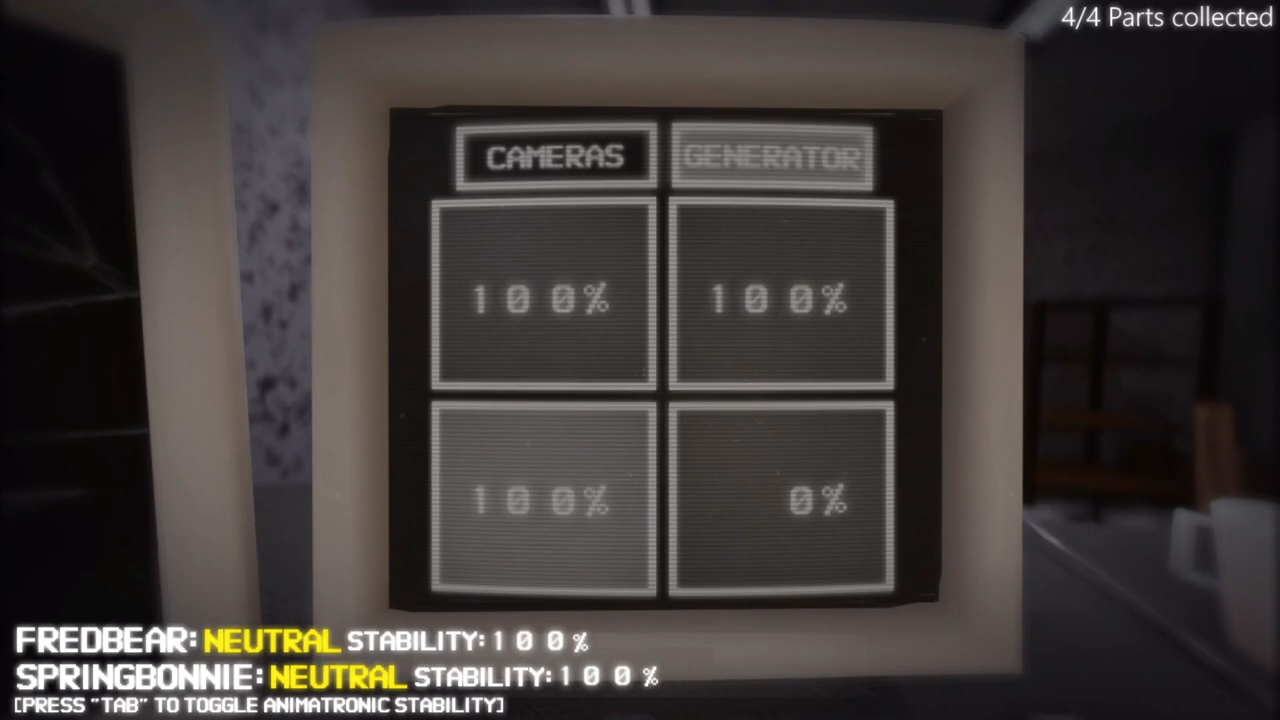 4/4 Parts collected
CAMERAS GENERATOR
100% 100%
100% 0%
FREDBEAR: NEUTRAL STABILITY: 100%
SPRINGBONNIE: NEUTRAL STABILITY: 100%
[PRESS "TAB" TO TOGGLE ANIMATRONIC STABILITY]